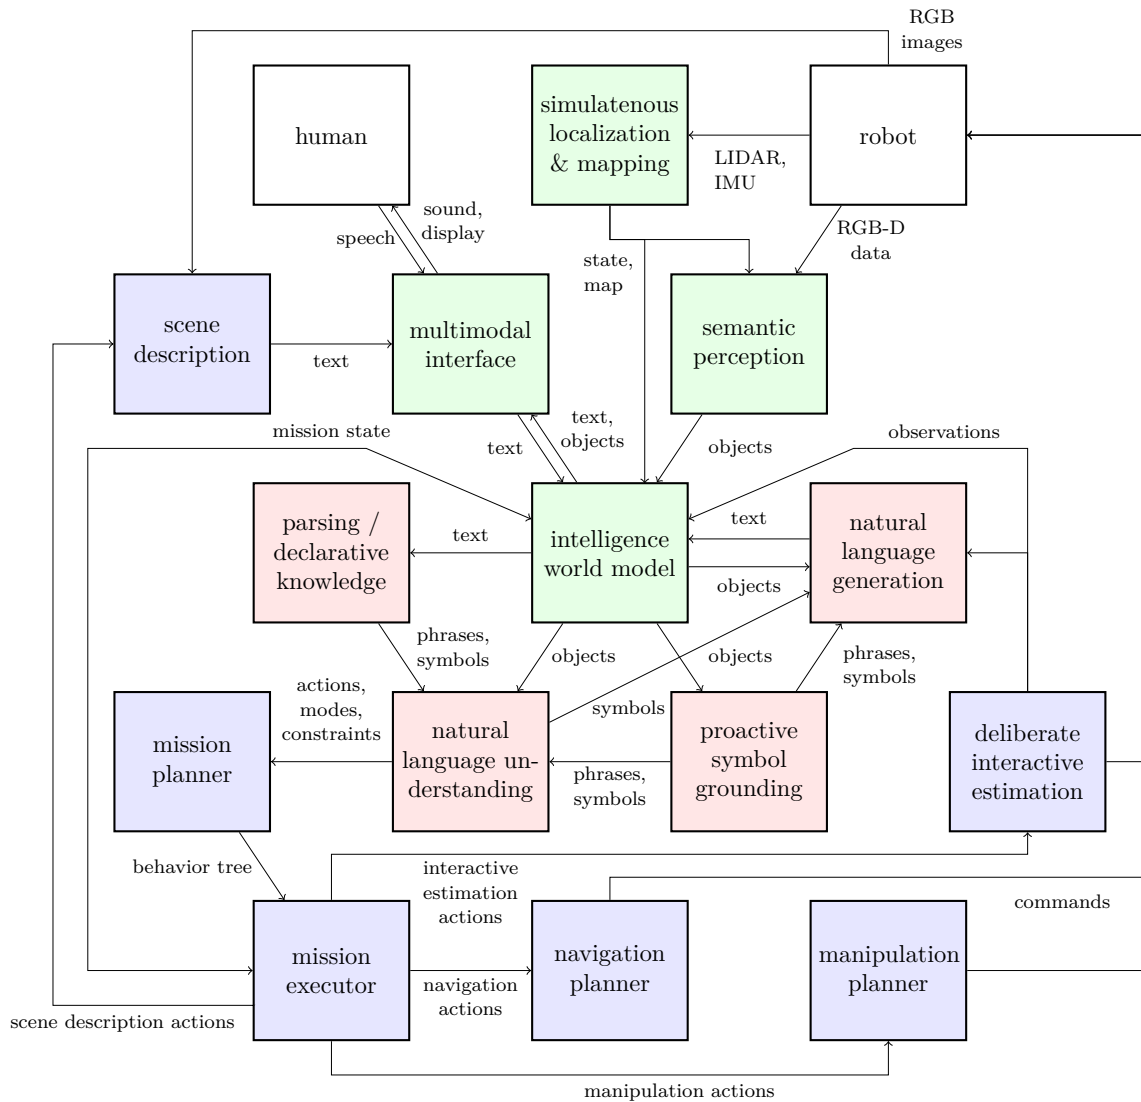 RGB
images
human
simulatenous
localization
& mapping
robot
LIDAR,
IMU
sound,
display
speech
RGB-D
data
state,
map
scene
description
text
multimodal
interface
semantic
perception
mission state
text
text,
objects
objects
observations
parsing /
declarative
knowledge
text
intelligence
world model
text
objects
natural
language
generation
phrases,
symbols
objects
objects
phrases,
symbols
actions,
modes,
constraints
symbols
mission
planner
natural
language un-
derstanding
phrases,
symbols
proactive
symbol
grounding
deliberate
interactive
estimation
behavior tree
interactive
estimation
actions
commands
mission
executor
navigation
actions
navigation
planner
manipulation
planner
scene description actions
manipulation actions